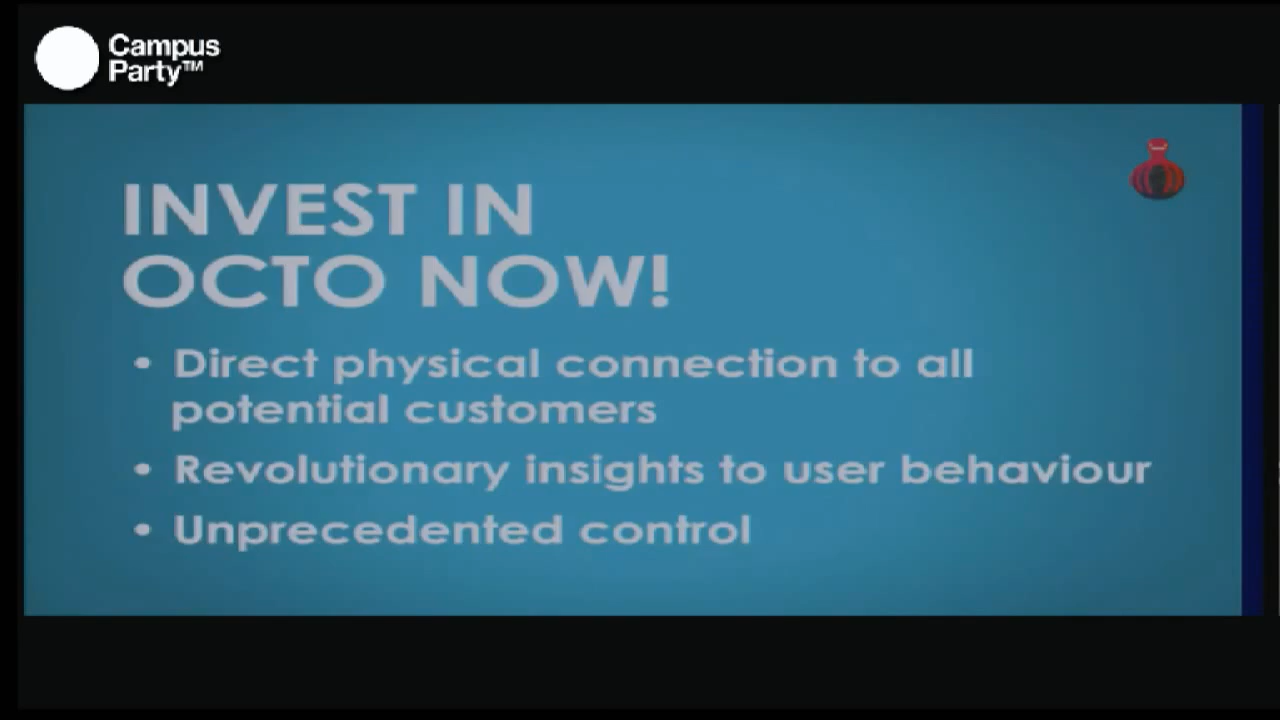 Campus
Party™
INVEST IN
OCTO NOW!
• Direct physical connection to all
potential customers
• Revolutionary insights to user behaviour
• Unprecedented control